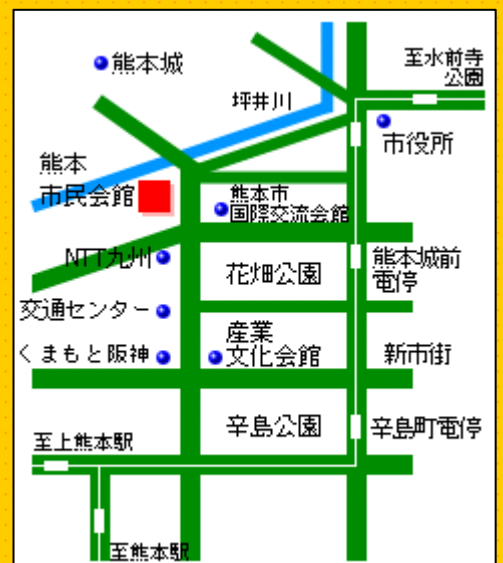 熊本城
至水前寺
公園
坪井川
市役所
熊本
市民会館
熊本市
国際交流会館
NTT九州
花畑公園
熊本城前
電停
交通センター
産業
文化会館
くまもと阪神
新市街
辛島公園
辛島町電停
至上熊本駅
至熊本駅